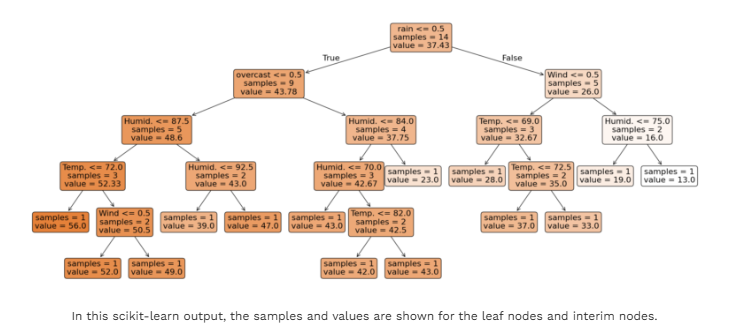 rain <= 0.5
samples = 14
value = 37.43
True
False
overcast <= 0.5
samples = 9
value = 43.78
Wind <= 0.5
samples = 5
value = 26.0
Humid. <= 87.5
samples = 5
value = 48.6
Humid. <= 84.0
samples = 4
value = 37.75
Temp. <= 69.0
samples = 3
value = 32.67
Humid. <= 75.0
samples = 2
value = 16.0
Temp. <= 72.0
samples = 3
value = 52.33
Humid. <= 92.5
samples = 2
value = 43.0
Humid. <= 70.0
samples = 3
value = 42.67
samples = 1
value = 23.0
samples = 1
value = 28.0
Temp. <= 72.5
samples = 2
value = 35.0
samples = 1
value = 19.0
samples = 1
value = 13.0
samples = 1
value = 56.0
Wind <= 0.5
samples = 2
value = 50.5
samples = 1
value = 39.0
samples = 1
value = 47.0
samples = 1
value = 43.0
Temp. <= 82.0
samples = 2
value = 42.5
samples = 1
value = 37.0
samples = 1
value = 33.0
samples = 1
value = 52.0
samples = 1
value = 49.0
samples = 1
value = 42.0
samples = 1
value = 43.0
In this scikit-learn output, the samples and values are shown for the leaf nodes and interim nodes.